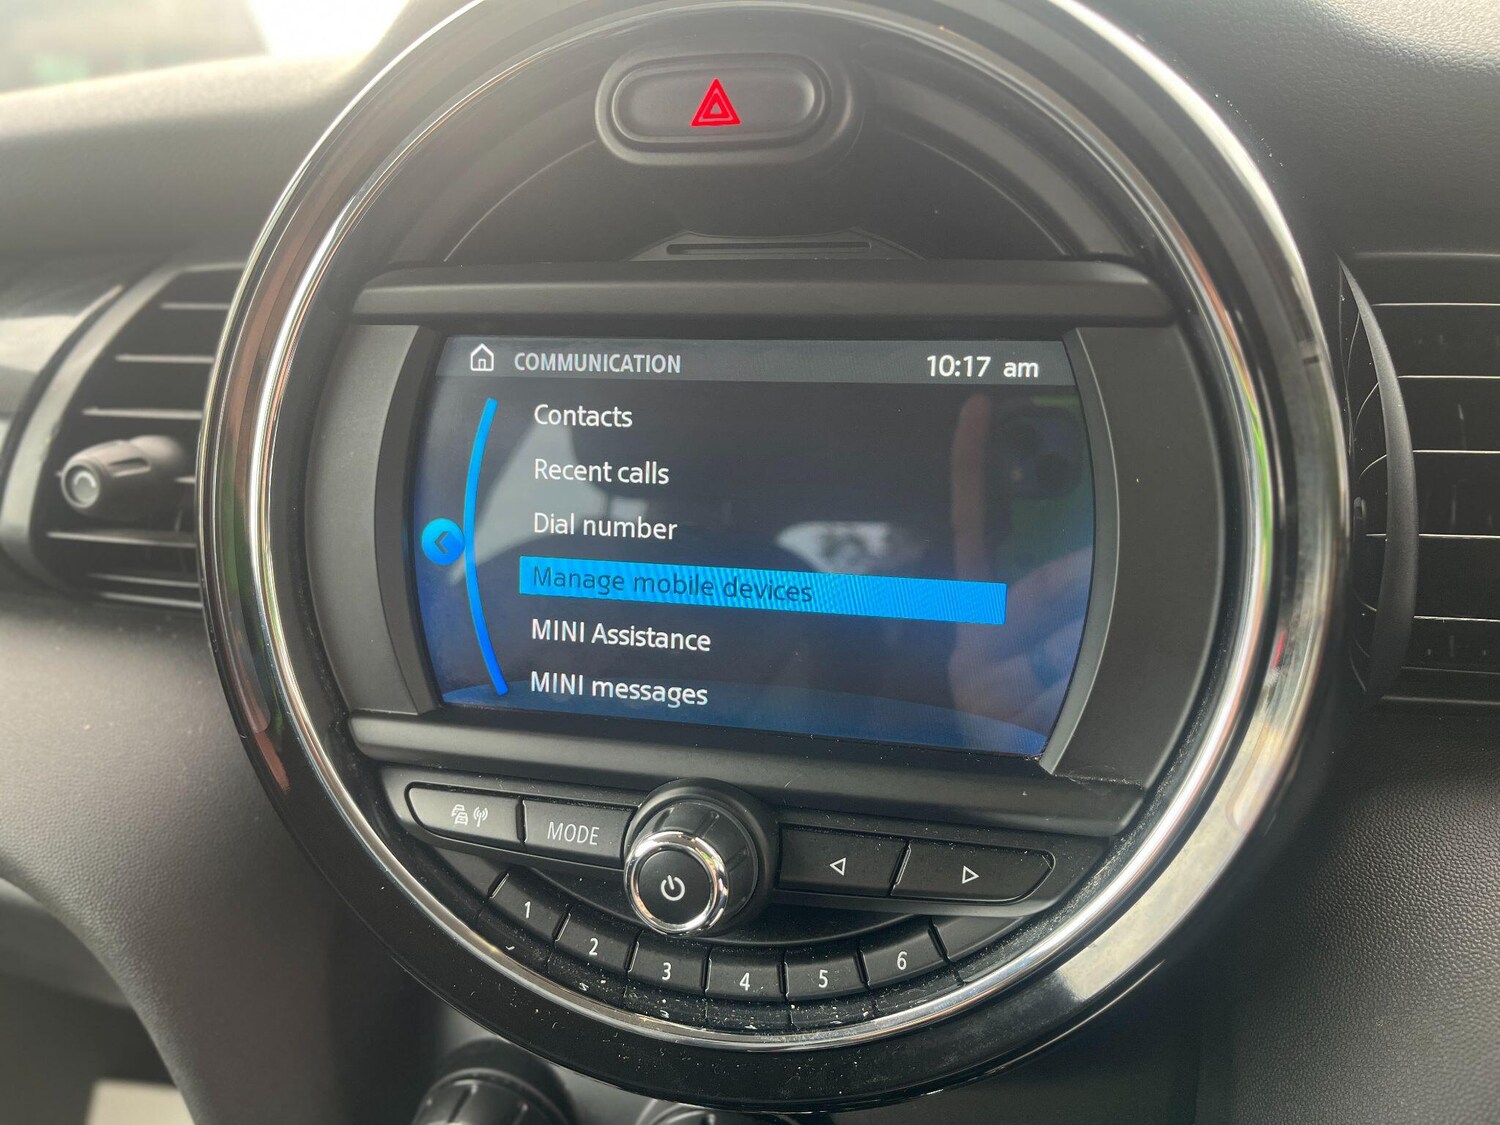 COMMUNICATION 10:17 am
Contacts
Recent calls
Dial number
Manage mobile devices
MINI Assistance
MINI messages
MODE
1 2 3 4 5 6